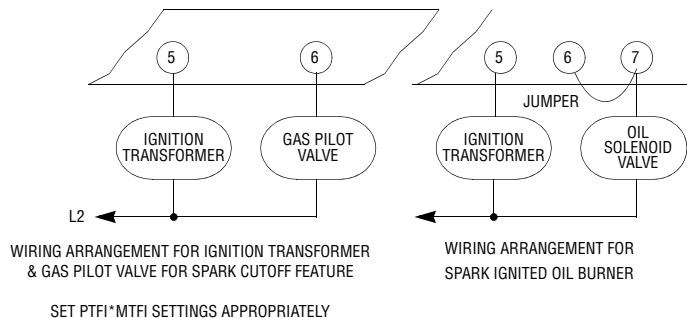 5
6
5
6
7
JUMPER
IGNITION
TRANSFORMER
GAS PILOT
VALVE
IGNITION
TRANSFORMER
OIL
SOLENOID
VALVE
L2
WIRING ARRANGEMENT FOR IGNITION TRANSFORMER
& GAS PILOT VALVE FOR SPARK CUTOFF FEATURE
SET PTFI*MTFI SETTINGS APPROPRIATELY
WIRING ARRANGEMENT FOR
SPARK IGNITED OIL BURNER